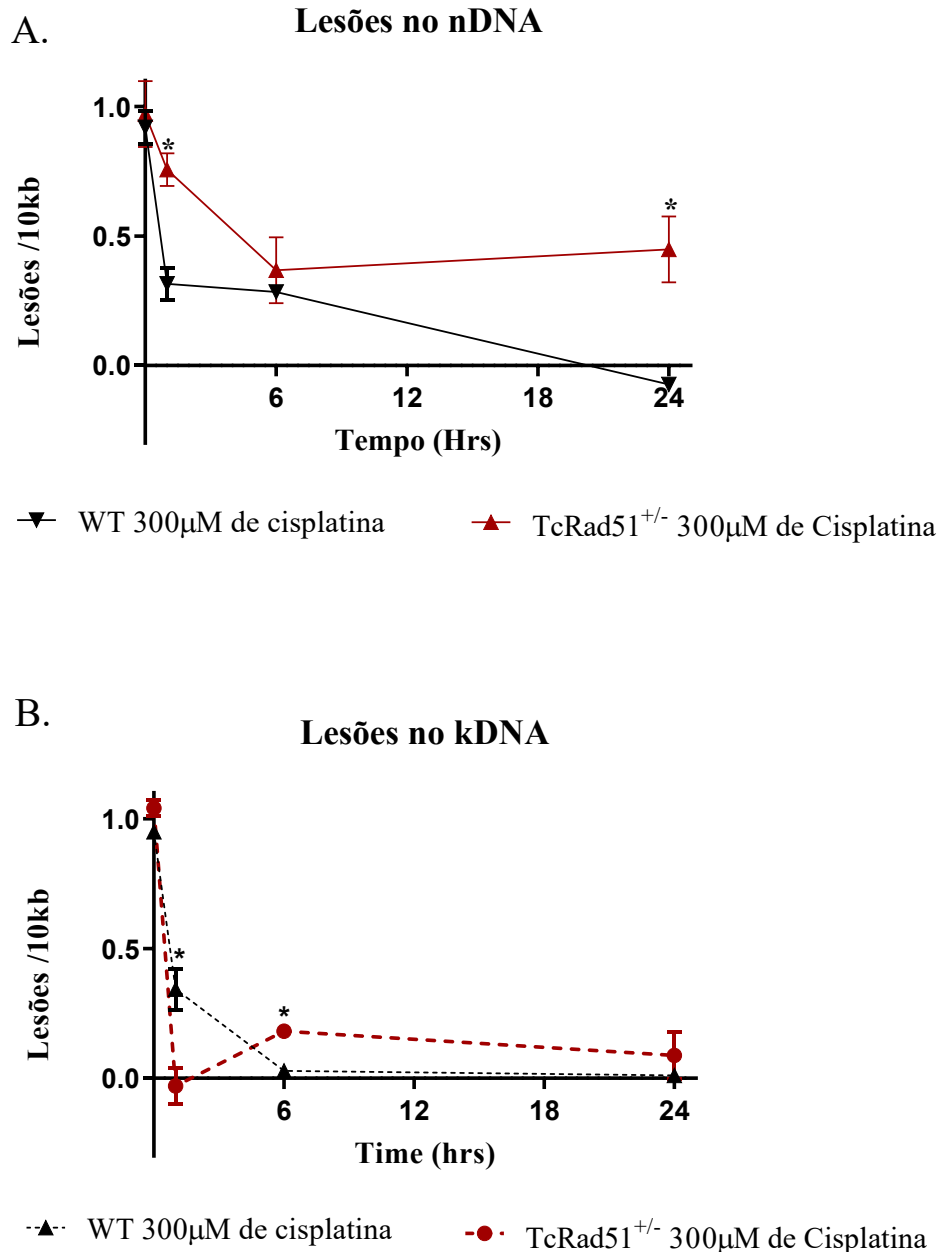 A.
Lesões no nDNA
*
*
Lesões /10kb
1.0
0.5
0.0
6
12
18
24
Tempo (Hrs)
WT 300μM de cisplatina
TcRad51+/- 300μM de Cisplatina
B.
Lesões no kDNA
*
*
Lesões /10kb
1.0
0.5
0.0
6
12
18
24
Time (hrs)
WT 300μM de cisplatina
TcRad51+/- 300μM de Cisplatina